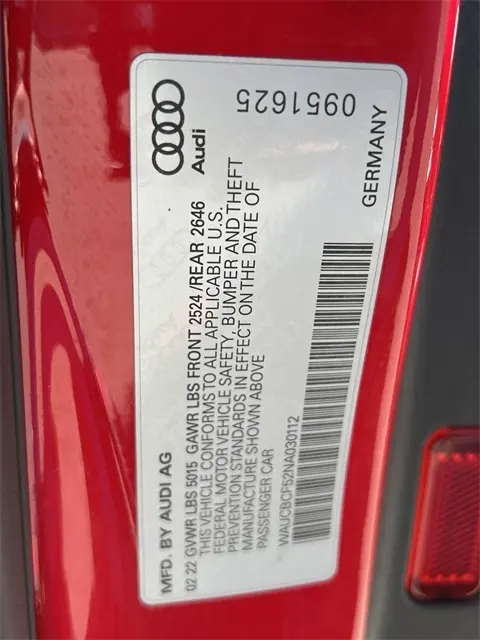 Audi
0951625
GERMANY
MFD. BY AUDI AG
02 22 GVWR LBS 5015 GAWR LBS FRONT 2524/REAR 2646
THIS VEHICLE CONFORMS TO ALL APPLICABLE U.S.
FEDERAL MOTOR VEHICLE SAFETY, BUMPER AND THEFT
PREVENTION STANDARDS IN EFFECT ON THE DATE OF
MANUFACTURE SHOWN ABOVE
PASSENGER CAR
WAUCBCF52NA030112